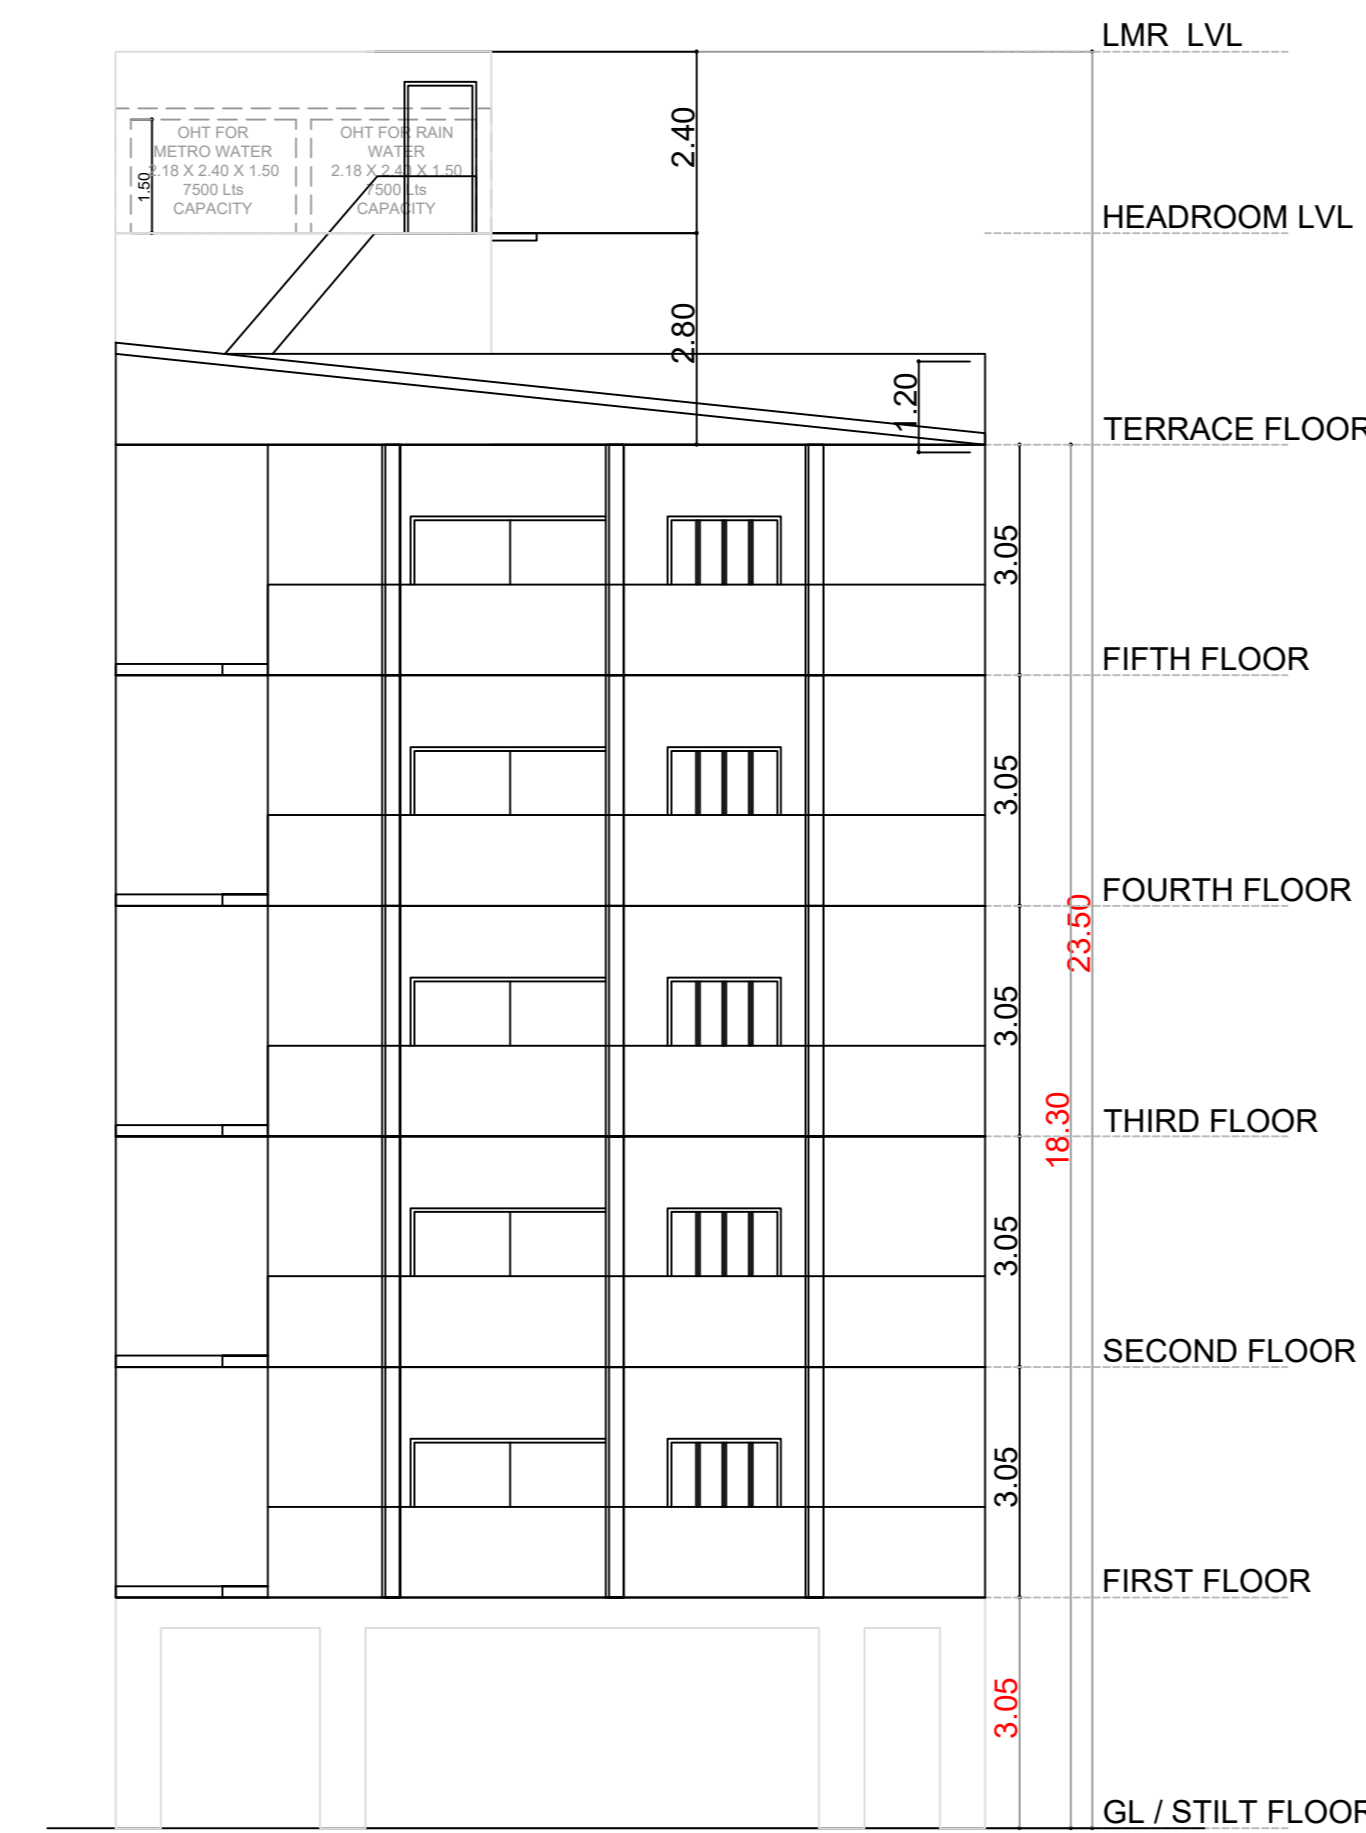 LMR LVL
2.40
OHT FOR
METRO WATER
2.18 X 2.40 X 1.50
7500 Lts
CAPACITY
OHT FOR RAIN
WATER
2.18 X 2.40 X 1.50
7500 Lts
CAPACITY
1.50
HEADROOM LVL
2.80
1.20
TERRACE FLOOR
3.05
FIFTH FLOOR
3.05
FOURTH FLOOR
23.50
3.05
18.30
THIRD FLOOR
3.05
SECOND FLOOR
3.05
FIRST FLOOR
3.05
GL / STILT FLOOR